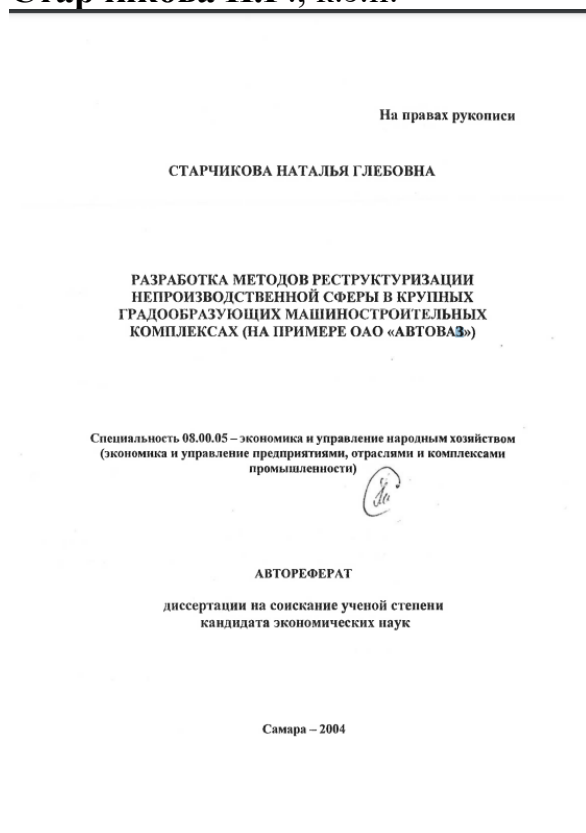 На правах рукописи
СТАРЧИКОВА НАТАЛЬЯ ГЛЕБОВНА
РАЗРАБОТКА МЕТОДОВ РЕСТРУКТУРИЗАЦИИ
НЕПРОИЗВОДСТВЕННОЙ СФЕРЫ В КРУПНЫХ
ГРАДООБРАЗУЮЩИХ МАШИНОСТРОИТЕЛЬНЫХ
КОМПЛЕКСАХ (НА ПРИМЕРЕ ОАО «АВТОВАЗ»)
Специальность 08.00.05 – экономика и управление народным хозяйством
(экономика и управление предприятиями, отраслями и комплексами
промышленности)
АВТОРЕФЕРАТ
диссертации на соискание ученой степени
кандидата экономических наук
Самара – 2004